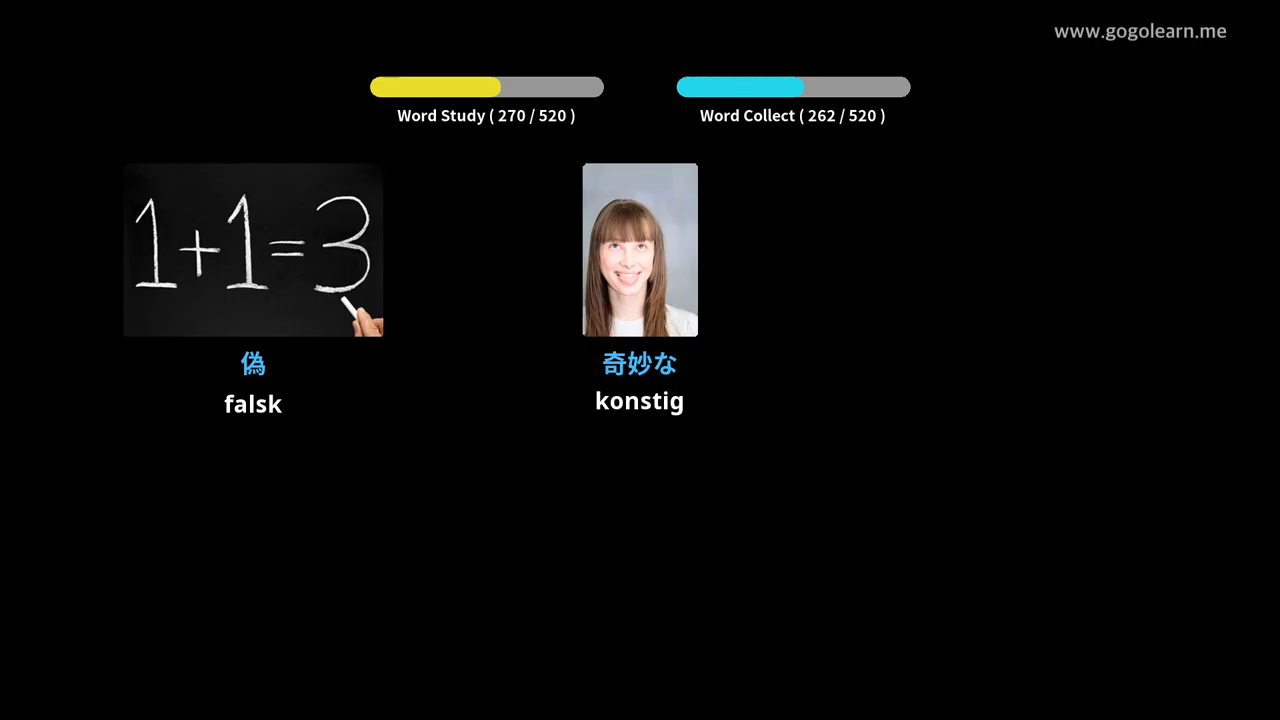 www.gogolearn.me
Word Study ( 270 / 520 )
Word Collect ( 262 / 520 )
1+1=3
偽
falsk
奇妙な
konstig